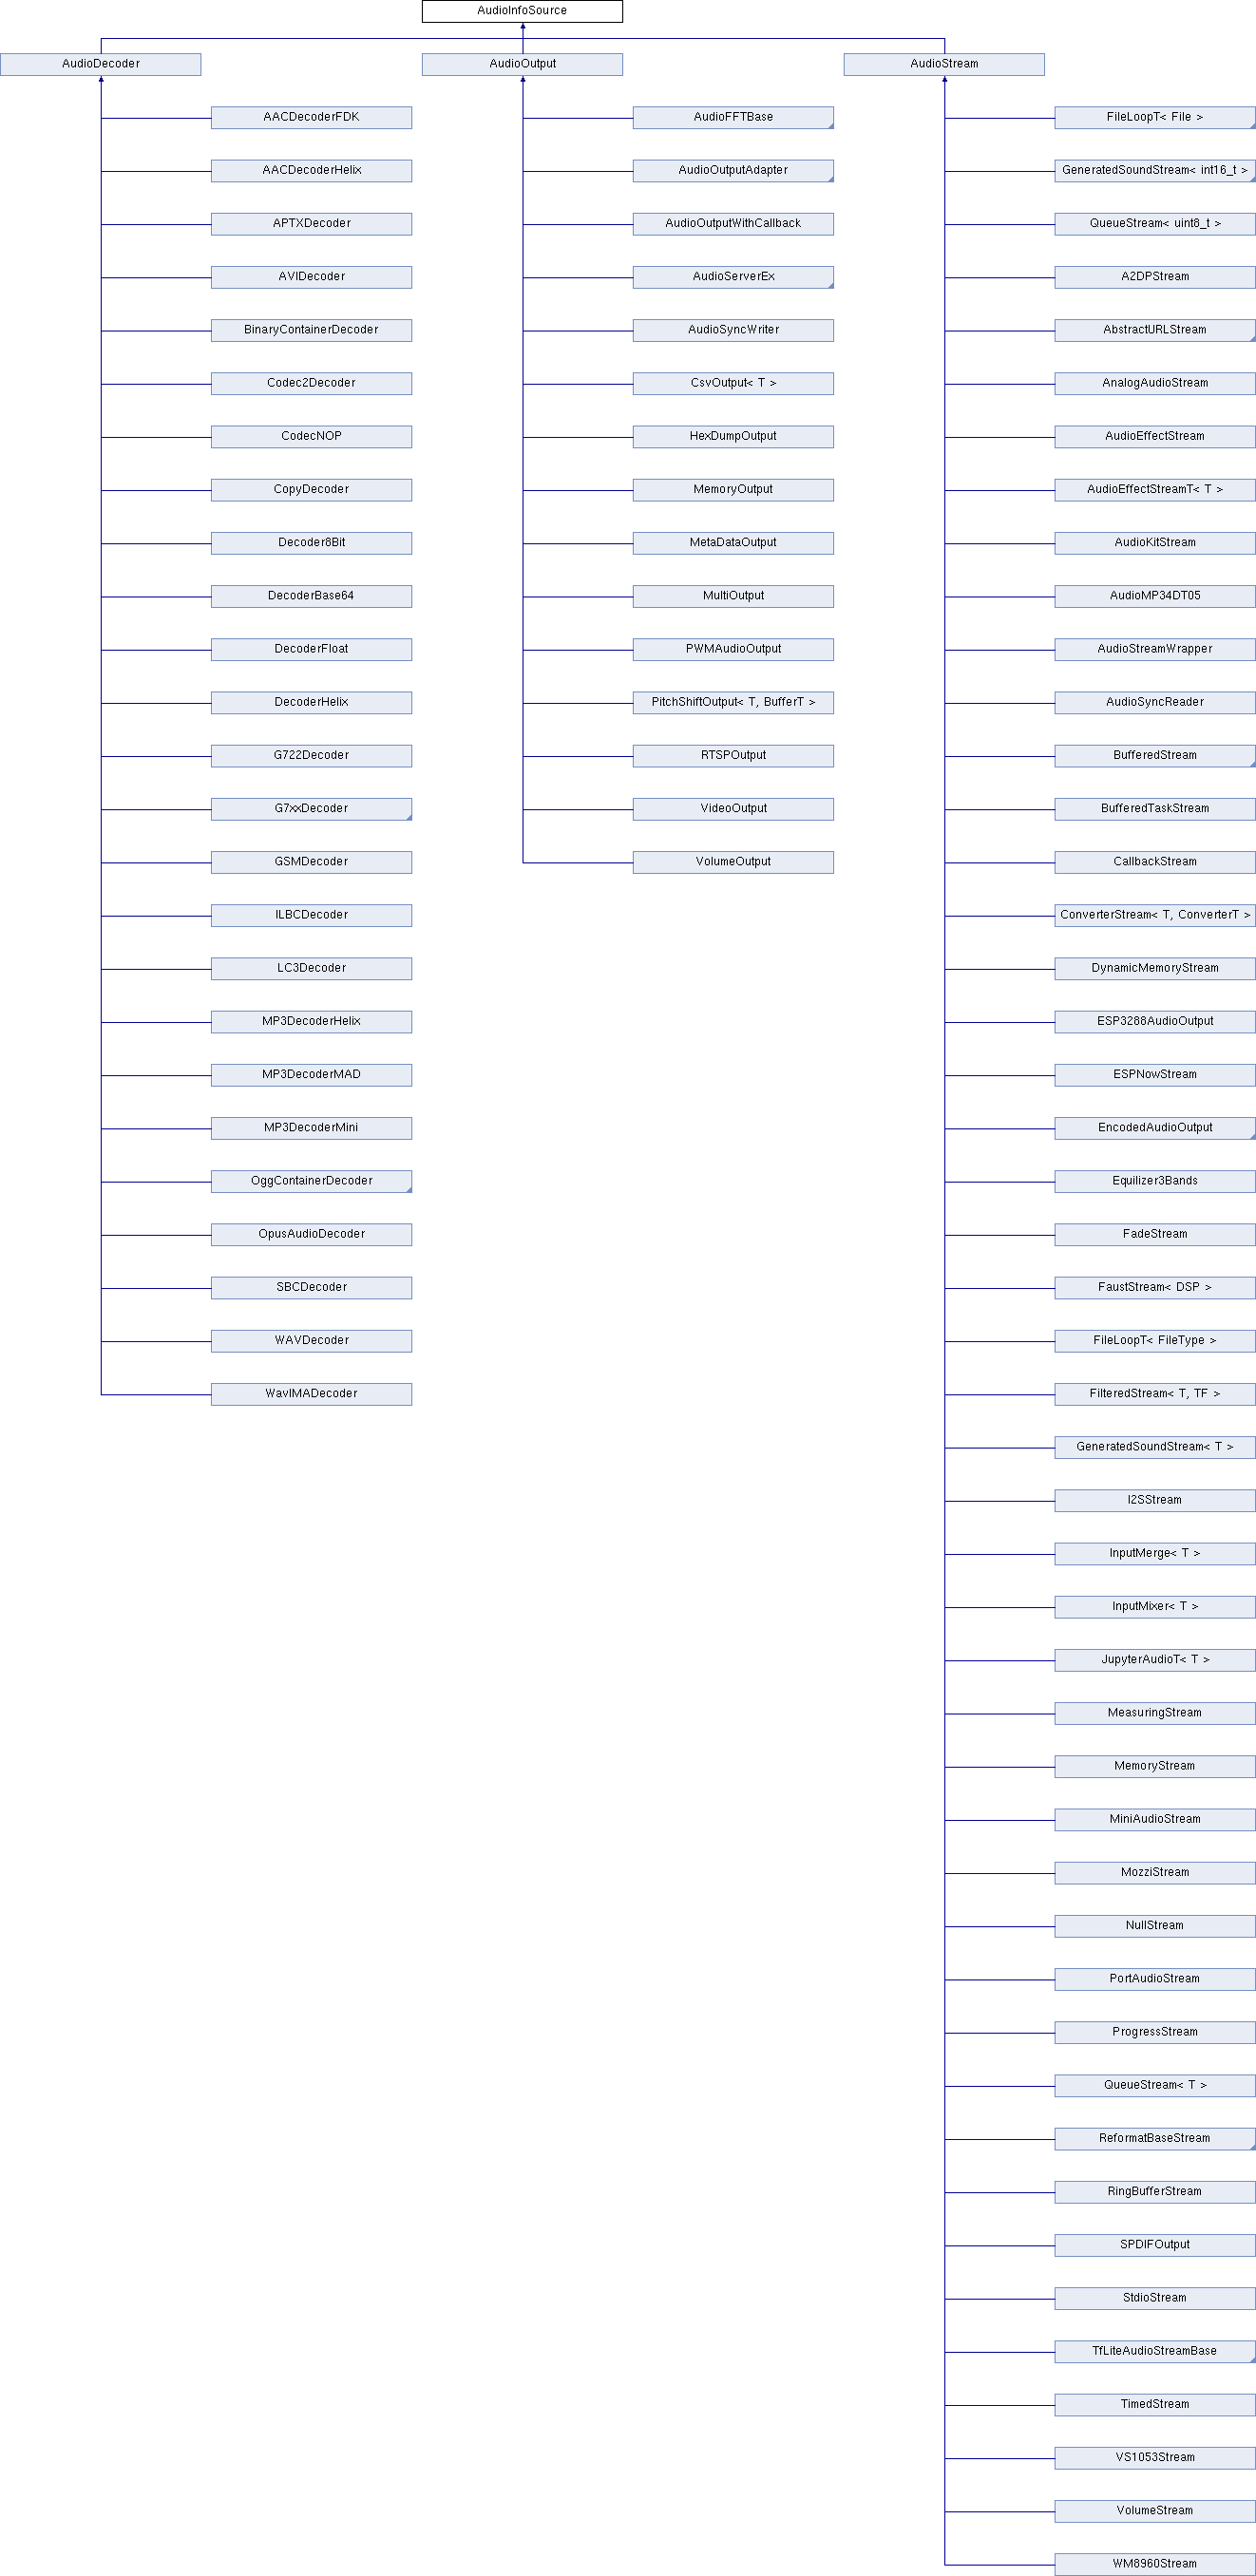 AudioInfoSource
AudioDecoder
AudioOutput
AudioStream
AACDecoderFDK
AACDecoderHelix
APTXDecoder
AVIDecoder
BinaryContainerDecoder
Codec2Decoder
CodecNOP
CopyDecoder
Decoder8Bit
DecoderBase64
DecoderFloat
DecoderHelix
G722Decoder
G7xxDecoder
GSMDecoder
ILBCDecoder
LC3Decoder
MP3DecoderHelix
MP3DecoderMAD
MP3DecoderMini
OggContainerDecoder
OpusAudioDecoder
SBCDecoder
WAVDecoder
WavIMADecoder
AudioFFTBase
AudioOutputAdapter
AudioOutputWithCallback
AudioServerEx
AudioSyncWriter
CsvOutput< T >
HexDumpOutput
MemoryOutput
MetaDataOutput
MultiOutput
PWMAudioOutput
PitchShiftOutput< T, BufferT >
RTSPOutput
VideoOutput
VolumeOutput
FileLoopT< File >
GeneratedSoundStream< int16_t >
QueueStream< uint8_t >
A2DPStream
AbstractURLStream
AnalogAudioStream
AudioEffectStream
AudioEffectStreamT< T >
AudioKitStream
AudioMP34DT05
AudioStreamWrapper
AudioSyncReader
BufferedStream
BufferedTaskStream
CallbackStream
ConverterStream< T, ConverterT >
DynamicMemoryStream
ESP3288AudioOutput
ESPNowStream
EncodedAudioOutput
Equilizer3Bands
FadeStream
FaustStream< DSP >
FileLoopT< FileType >
FilteredStream< T, TF >
GeneratedSoundStream< T >
I2SStream
InputMerge< T >
InputMixer< T >
JupyterAudioT< T >
MeasuringStream
MemoryStream
MiniAudioStream
MozziStream
NullStream
PortAudioStream
ProgressStream
QueueStream< T >
ReformatBaseStream
RingBufferStream
SPDIFOutput
StdioStream
TfLiteAudioStreamBase
TimedStream
VS1053Stream
VolumeStream
WM8960Stream